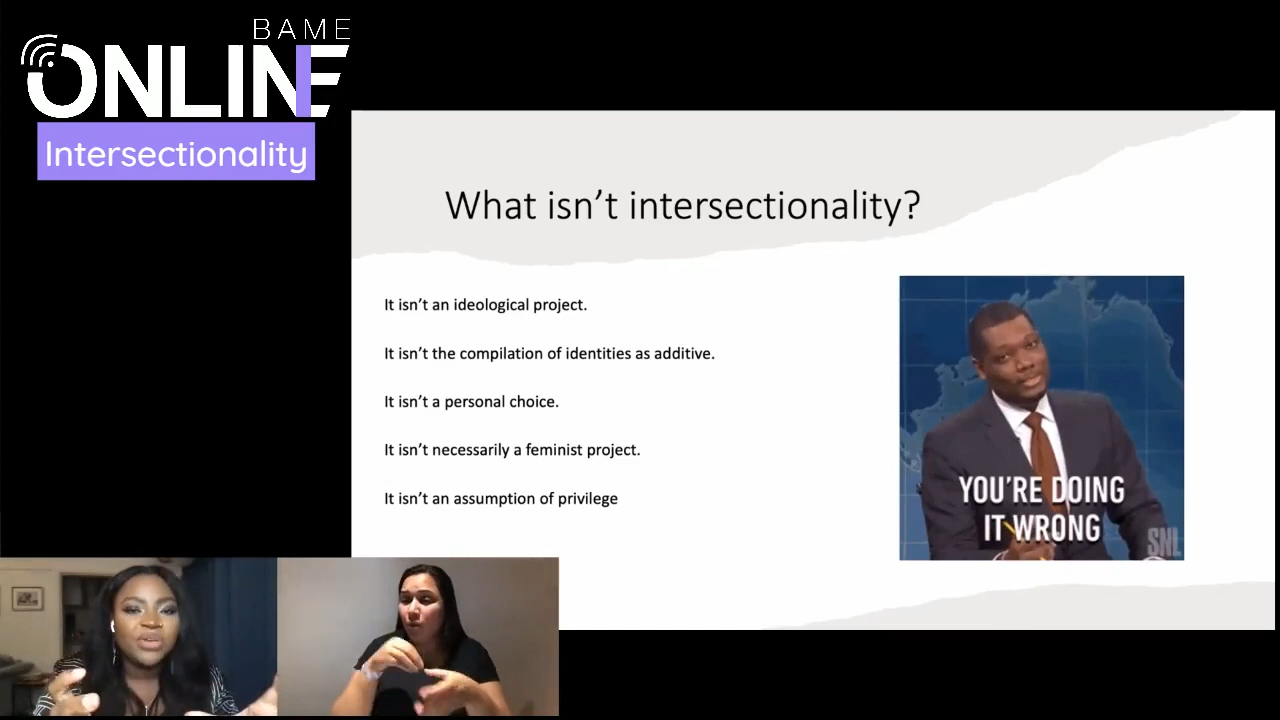 BAME
ONLINE
Intersectionality
What isn’t intersectionality?
It isn’t an ideological project.
It isn’t the compilation of identities as additive.
It isn’t a personal choice.
It isn’t necessarily a feminist project.
It isn’t an assumption of privilege
YOU'RE DOING
IT WRONG
SNL